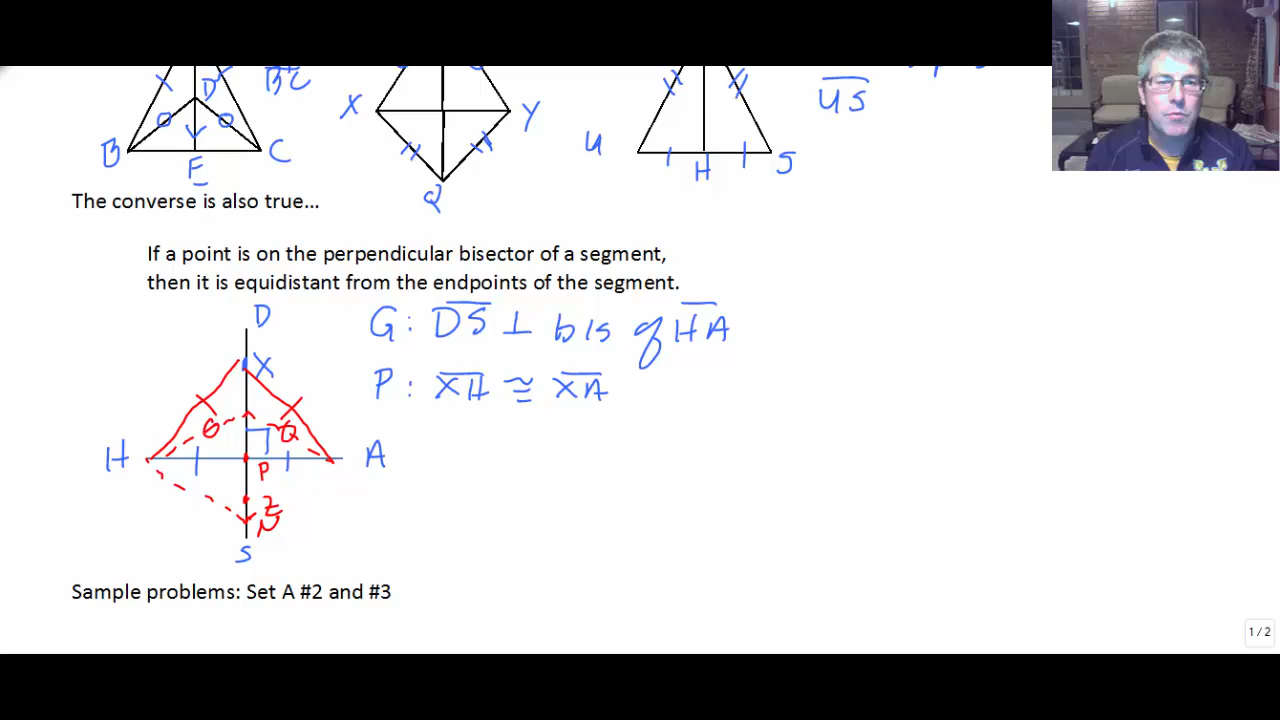 D
B C
BC
X
Y
U
US
H
S
E
Q
The converse is also true...
If a point is on the perpendicular bisector of a segment,
then it is equidistant from the endpoints of the segment.
D
G: DS ⊥ bis of HA
X
P: XH ≅ XA
Q
H
A
P
Z
N
S
Sample problems: Set A #2 and #3
1 / 2